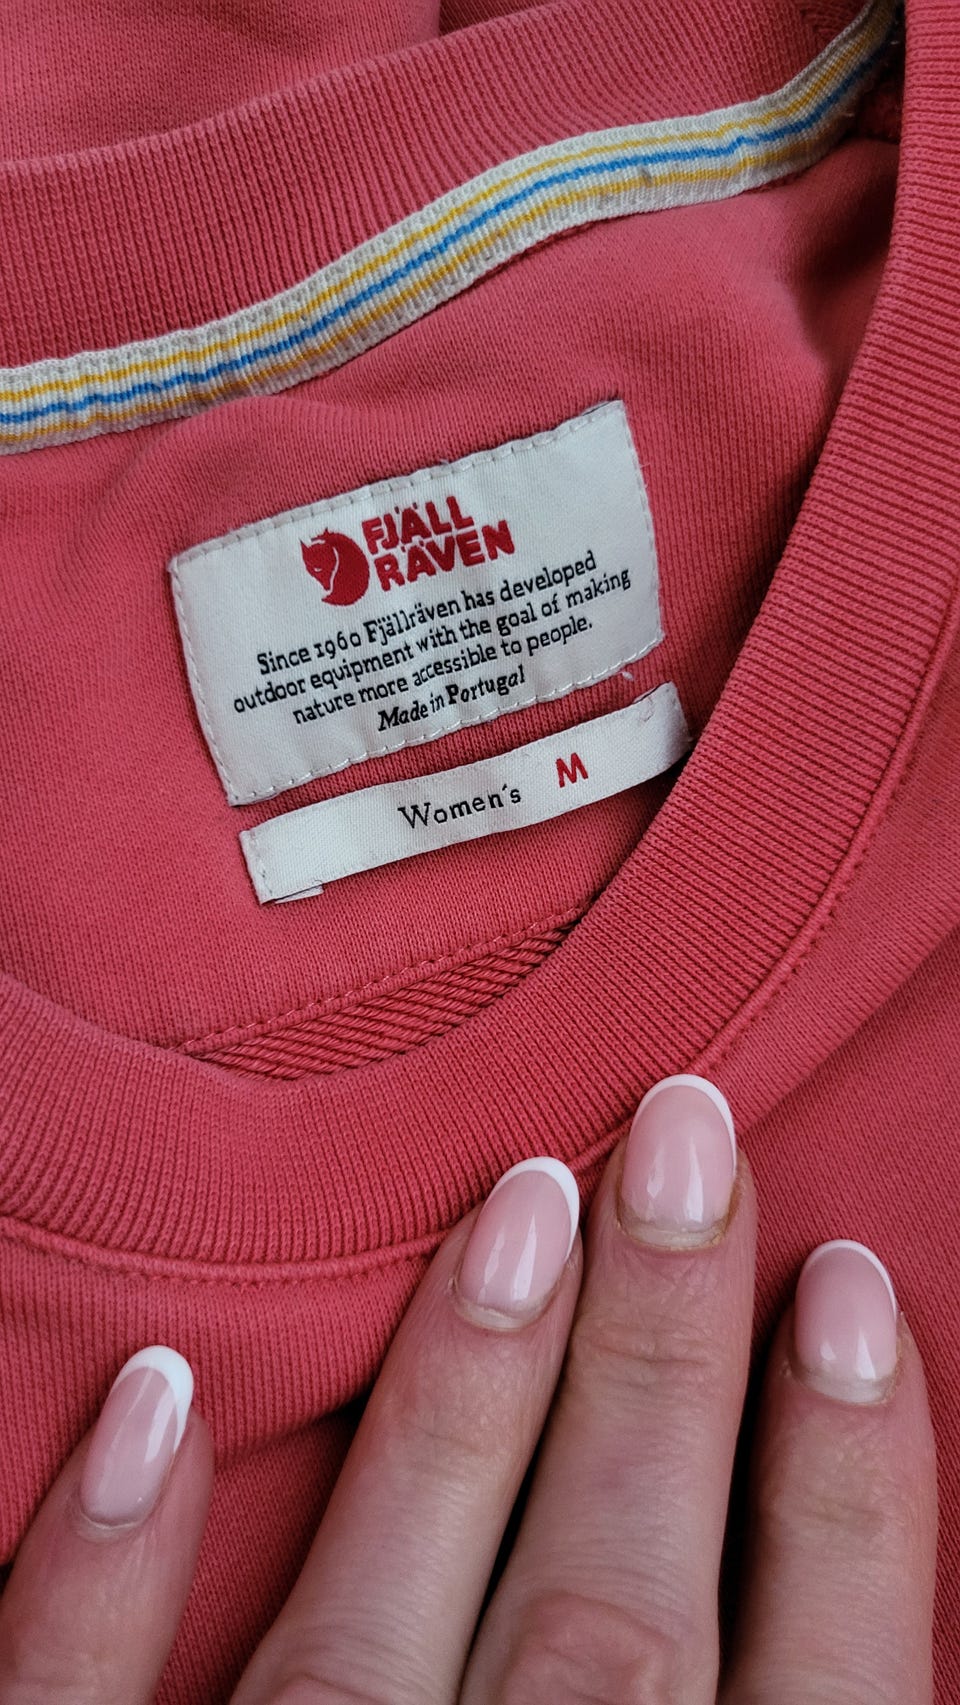 FJÄLL
RÄVEN
Since 1960 Fjällräven has developed
outdoor equipment with the goal of making
nature more accessible to people.
Made in Portugal
Women´s M